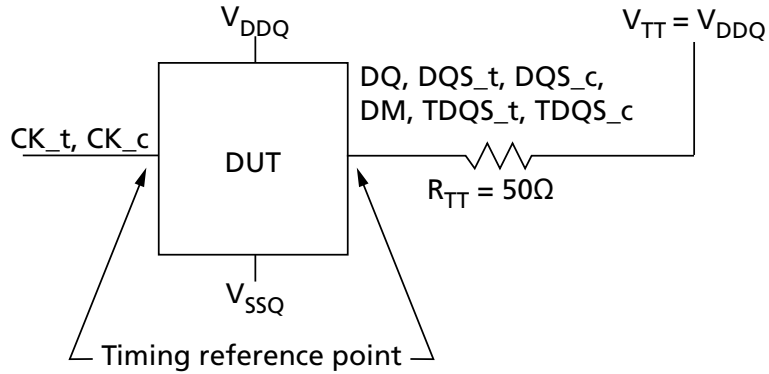 V_DDQ
V_TT = V_DDQ
DQ, DQS_t, DQS_c,
DM, TDQS_t, TDQS_c
CK_t, CK_c
DUT
R_TT = 50Ω
V_SSQ
Timing reference point